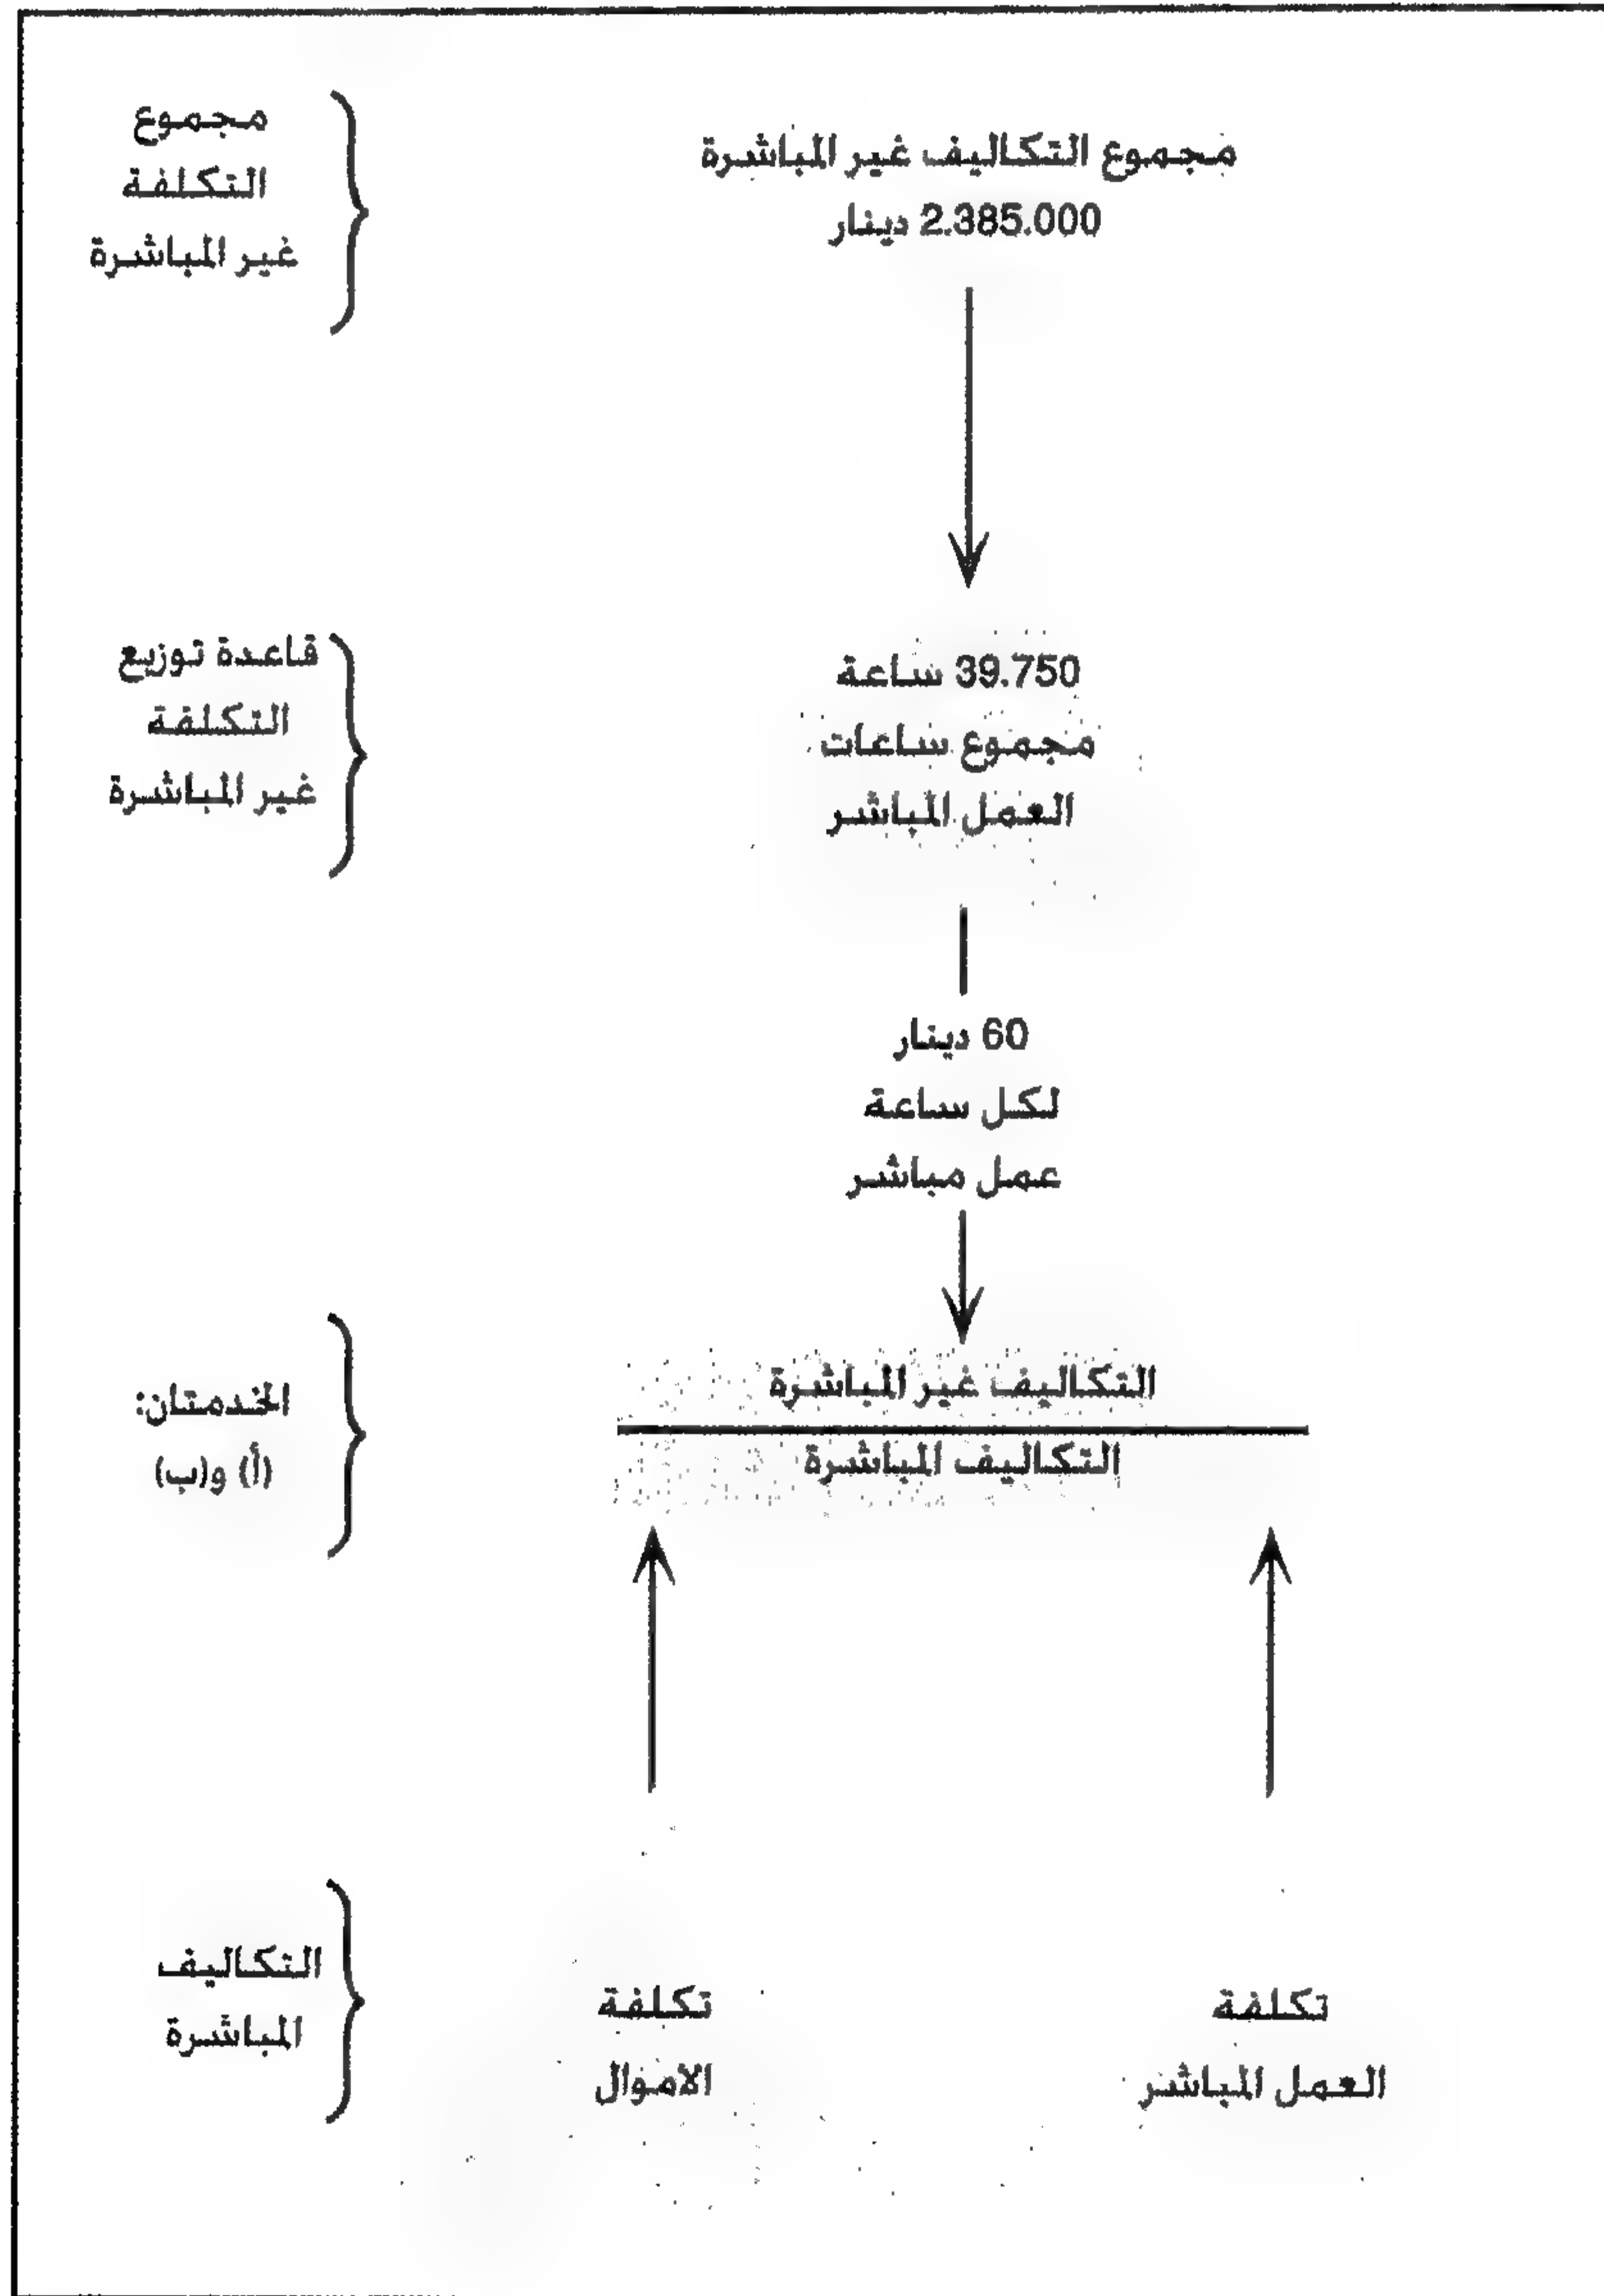 مجموع التكاليف غير المباشرة
2.385.000 دينار
مجموع
التكلفة
غير المباشرة
39.750 ساعة
مجموع ساعات
العمل المباشر
قاعدة توزيع
التكلفة
غير المباشرة
60 دينار
لكل ساعة
عمل مباشر
التكاليف غير المباشرة
التكاليف المباشرة
الخدمتان:
(أ) و(ب)
تكلفة
العمل المباشر
تكلفة
الأموال
التكاليف
المباشرة